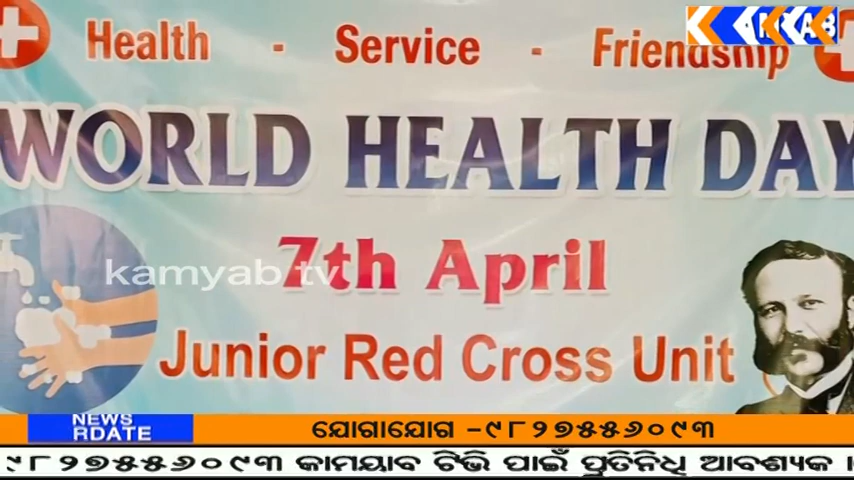 Health - Service - Friendship
WORLD HEALTH DAY
7th April
kamyab tv
Junior Red Cross Unit
NEWS
ଯୋଗାଯୋଗ -୯୮୨୭୫୫୬୦୯୩
୯୮୨୭୫୫୬୦୯୩ କାମୟାବ ଟିଭି ପାଇଁ ପ୍ରତିନିଧି ଆବଶ୍ୟକ